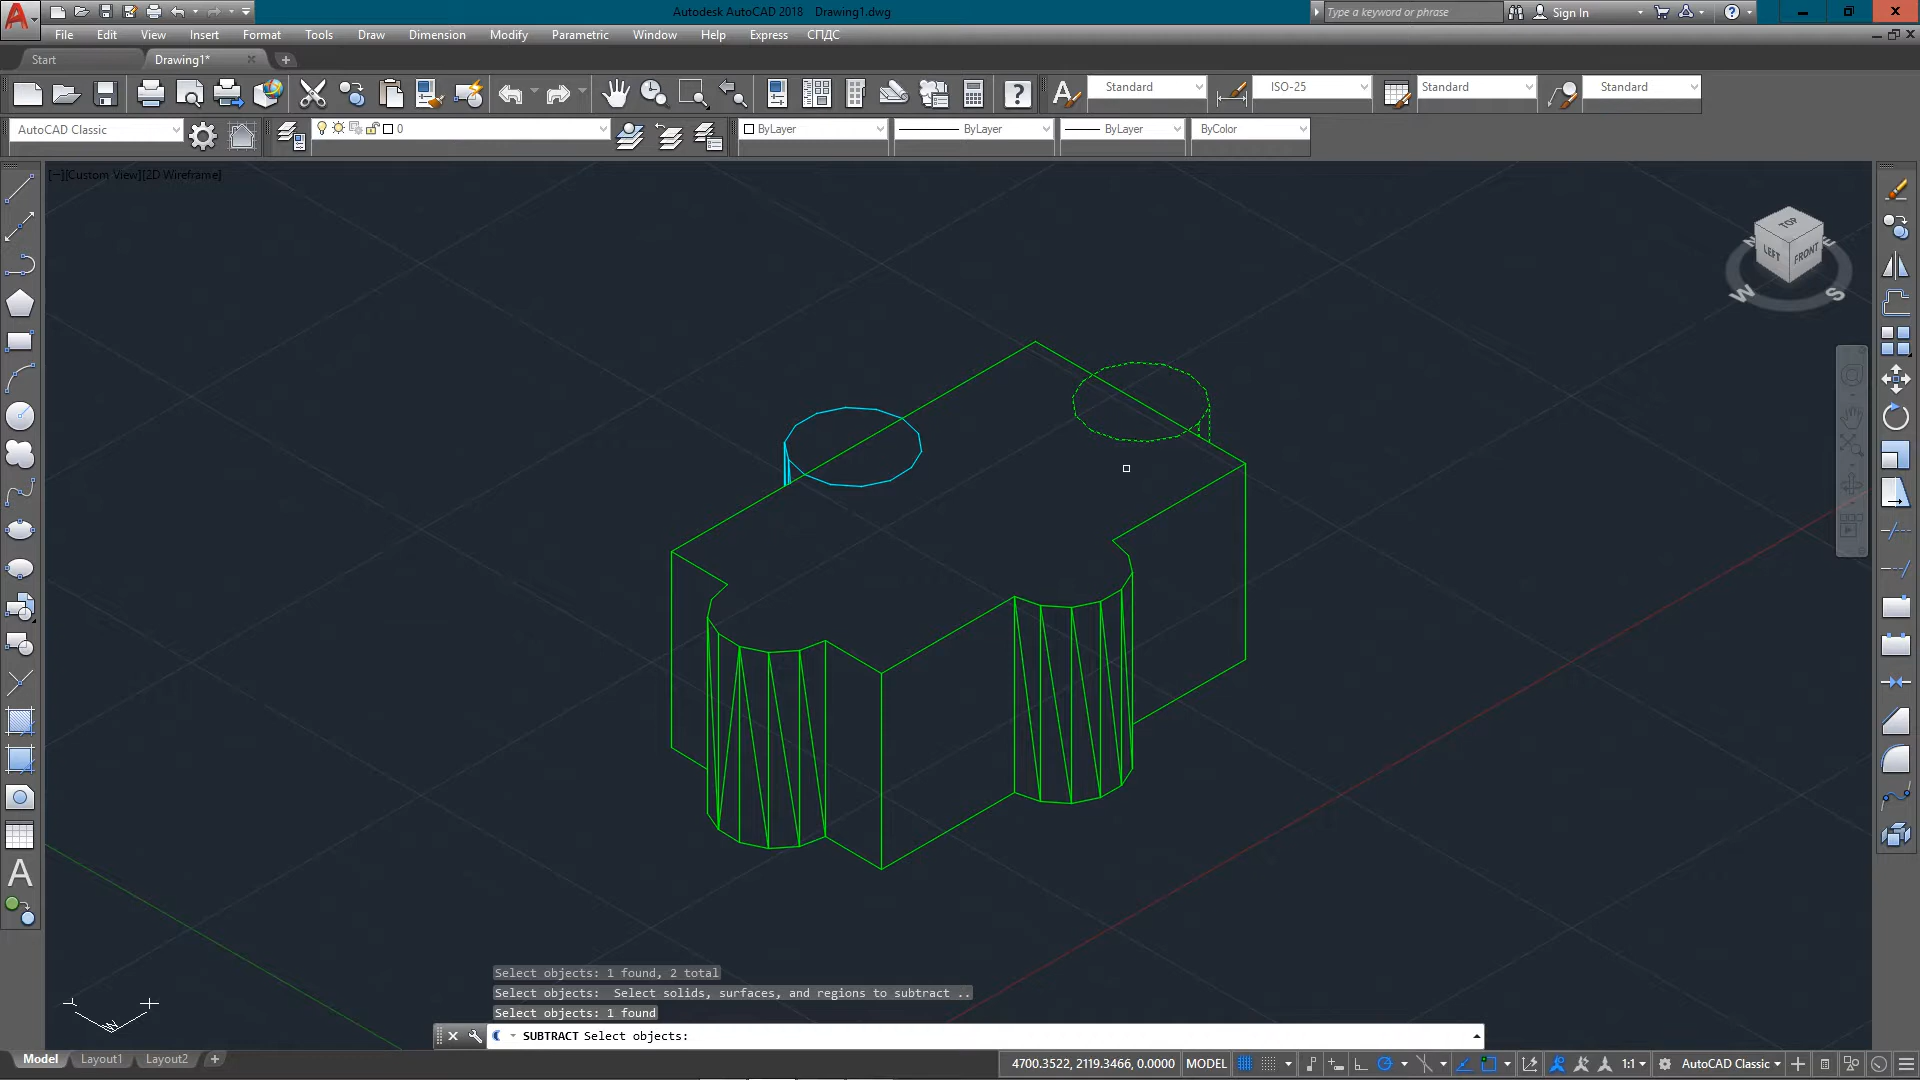 Autodesk AutoCAD 2018 Drawing1.dwg
Type a keyword or phrase
Sign In
File Edit View Insert Format Tools Draw Dimension Modify Parametric Window Help Express СПДС
Start Drawing1*
Standard ISO-25 Standard Standard
AutoCAD Classic 0 ByLayer ByLayer ByLayer ByColor
[−][Custom View][2D Wireframe]
TOP
LEFT FRONT
W S
Select objects: 1 found, 2 total
Select objects: Select solids, surfaces, and regions to subtract ..
Select objects: 1 found
SUBTRACT Select objects:
Model Layout1 Layout2
4700.3522, 2119.3466, 0.0000 MODEL 1:1 AutoCAD Classic